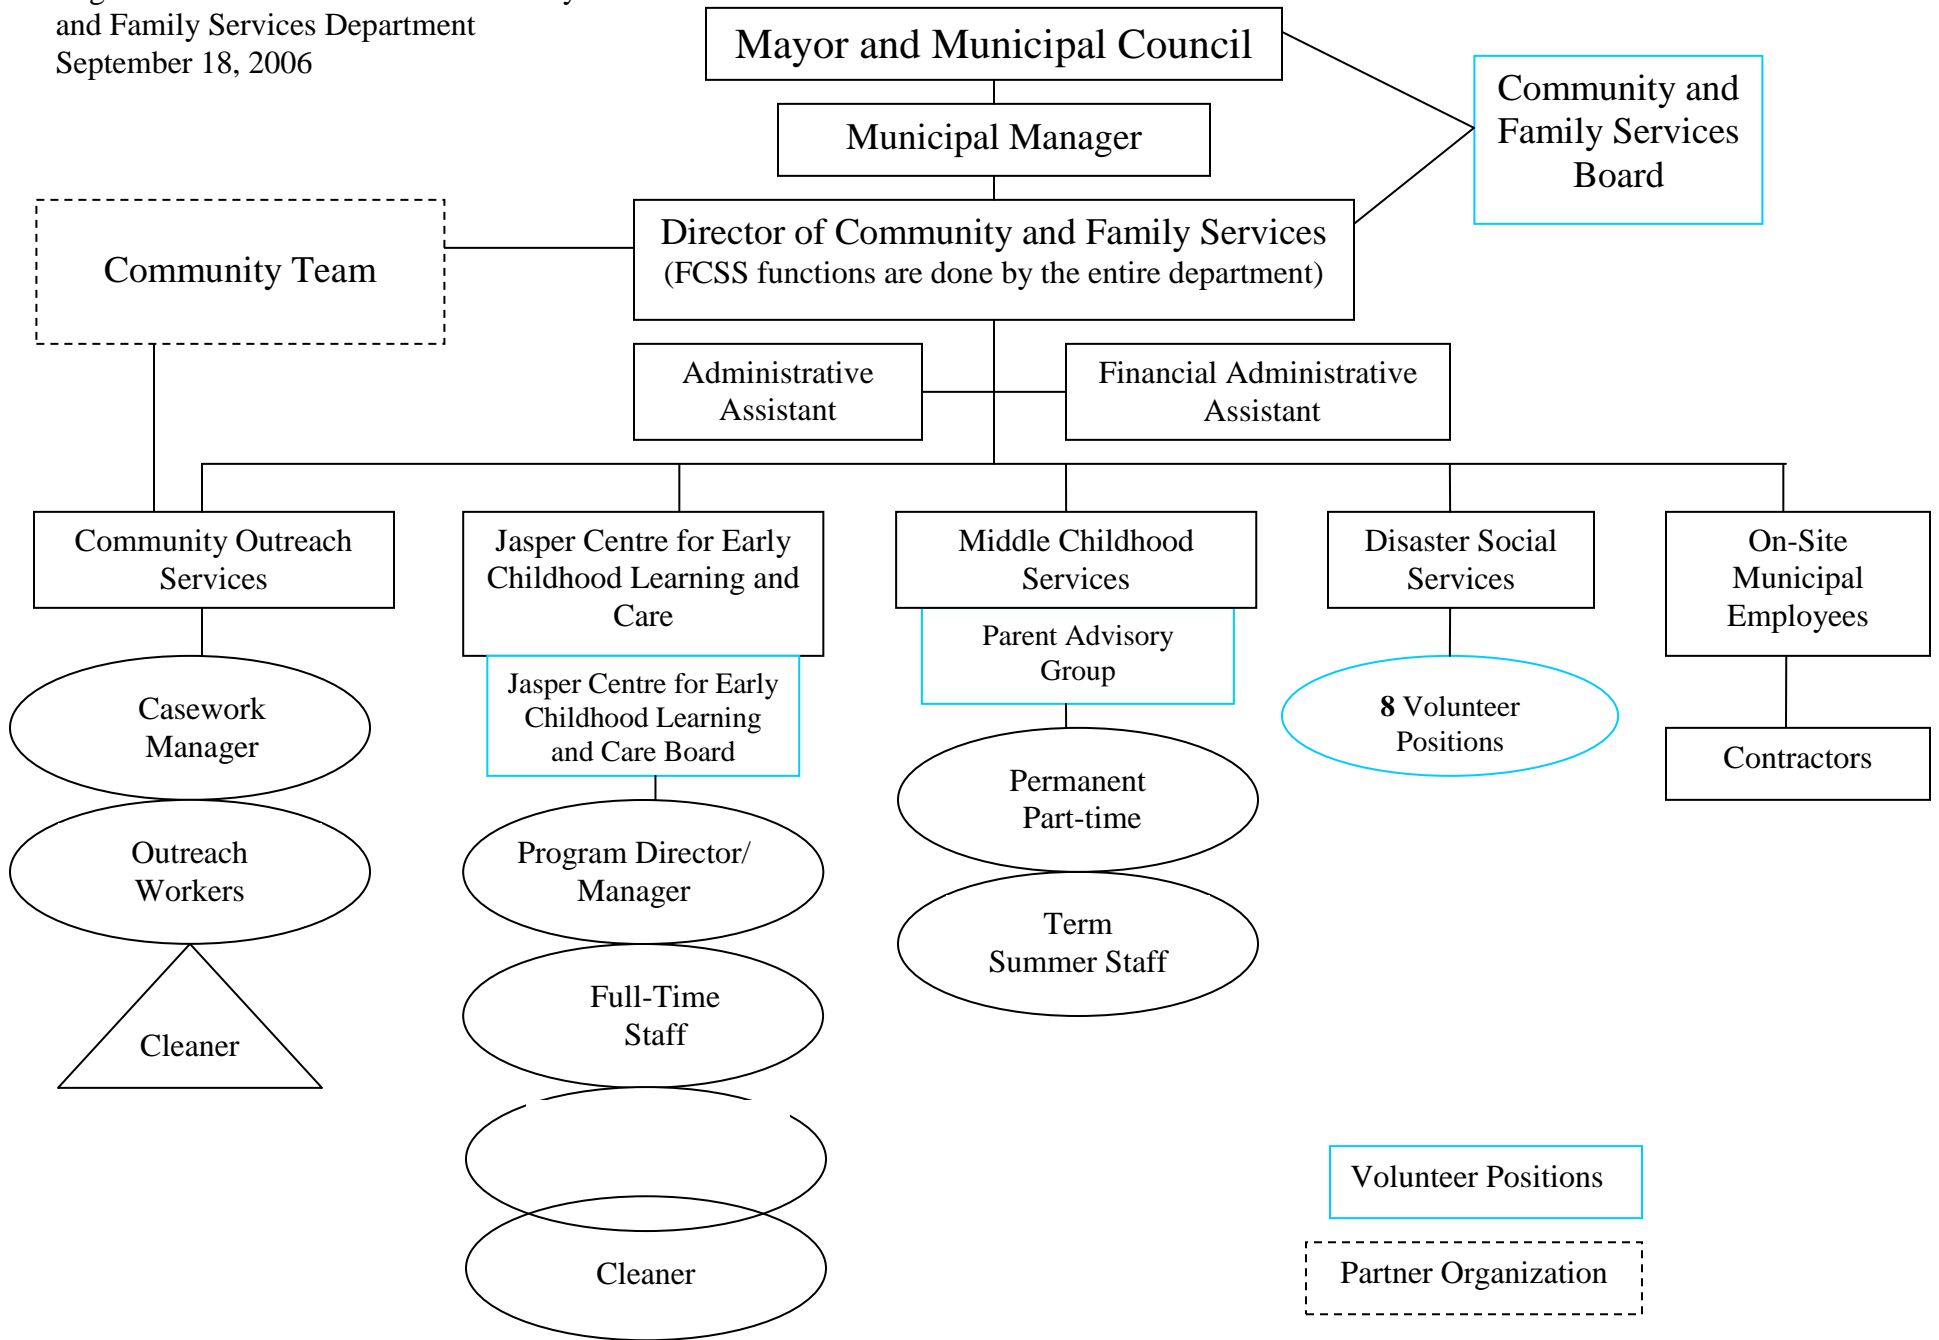 and Family Services Department
September 18, 2006
Mayor and Municipal Council
Community and
Family Services
Board
Municipal Manager
Community Team
Director of Community and Family Services
(FCSS functions are done by the entire department)
Administrative
Assistant
Financial Administrative
Assistant
Community Outreach
Services
Jasper Centre for Early
Childhood Learning and
Care
Middle Childhood
Services
Disaster Social
Services
On-Site
Municipal
Employees
Casework
Manager
Jasper Centre for Early
Childhood Learning
and Care Board
Parent Advisory
Group
8 Volunteer
Positions
Contractors
Outreach
Workers
Program Director/
Manager
Permanent
Part-time
Cleaner
Full-Time
Staff
Term
Summer Staff
Cleaner
Volunteer Positions
Partner Organization